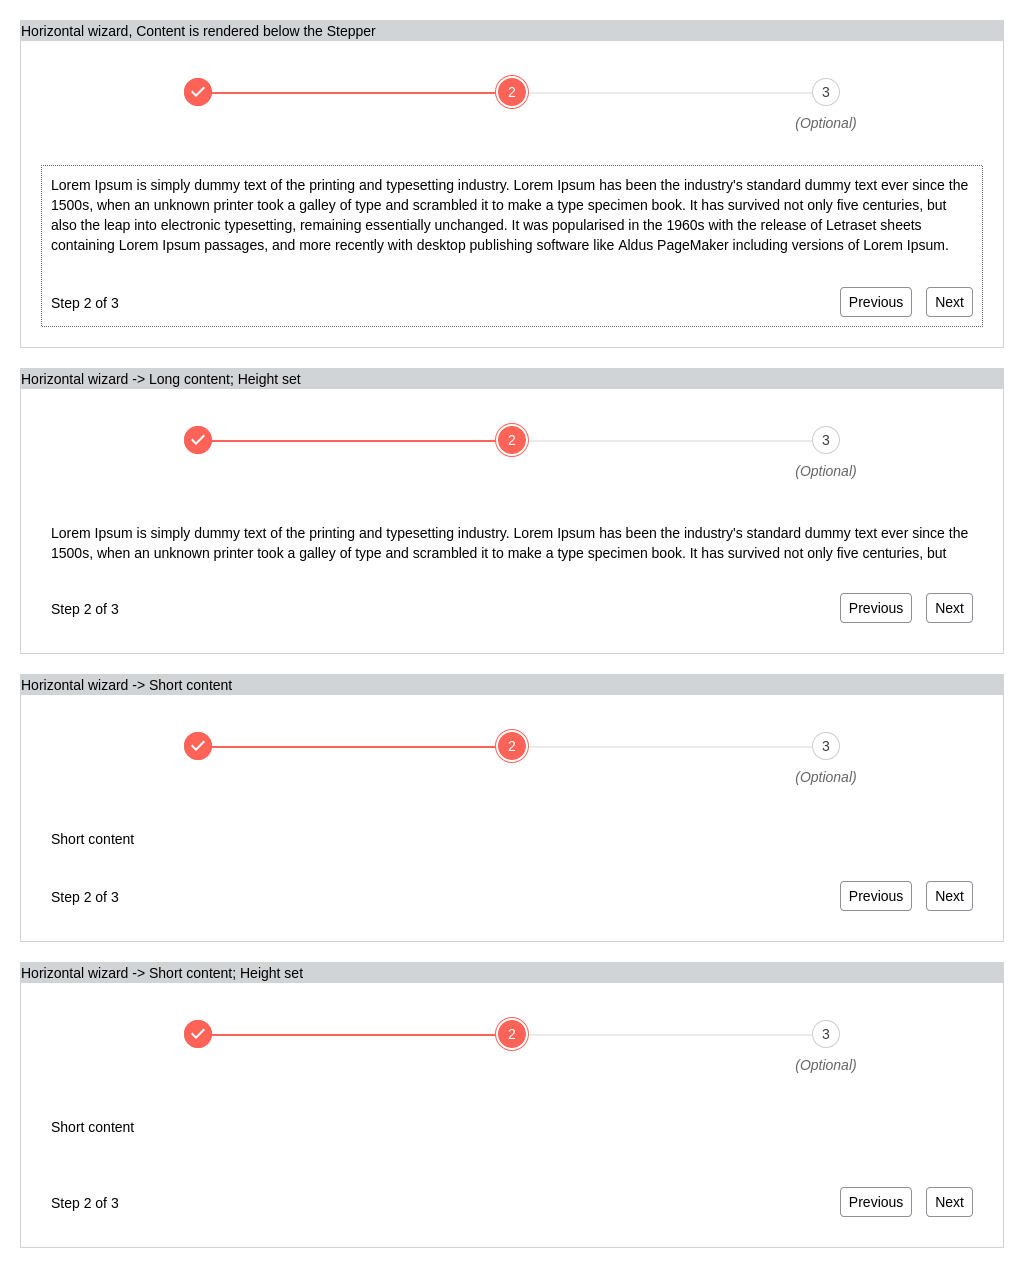 Horizontal wizard, Content is rendered below the Stepper
2
3
(Optional)
Lorem Ipsum is simply dummy text of the printing and typesetting industry. Lorem Ipsum has been the industry's standard dummy text ever since the
1500s, when an unknown printer took a galley of type and scrambled it to make a type specimen book. It has survived not only five centuries, but
also the leap into electronic typesetting, remaining essentially unchanged. It was popularised in the 1960s with the release of Letraset sheets
containing Lorem Ipsum passages, and more recently with desktop publishing software like Aldus PageMaker including versions of Lorem Ipsum.
Step 2 of 3
Previous
Next
Horizontal wizard -> Long content; Height set
2
3
(Optional)
Lorem Ipsum is simply dummy text of the printing and typesetting industry. Lorem Ipsum has been the industry's standard dummy text ever since the
1500s, when an unknown printer took a galley of type and scrambled it to make a type specimen book. It has survived not only five centuries, but
Step 2 of 3
Previous
Next
Horizontal wizard -> Short content
2
3
(Optional)
Short content
Step 2 of 3
Previous
Next
Horizontal wizard -> Short content; Height set
2
3
(Optional)
Short content
Step 2 of 3
Previous
Next